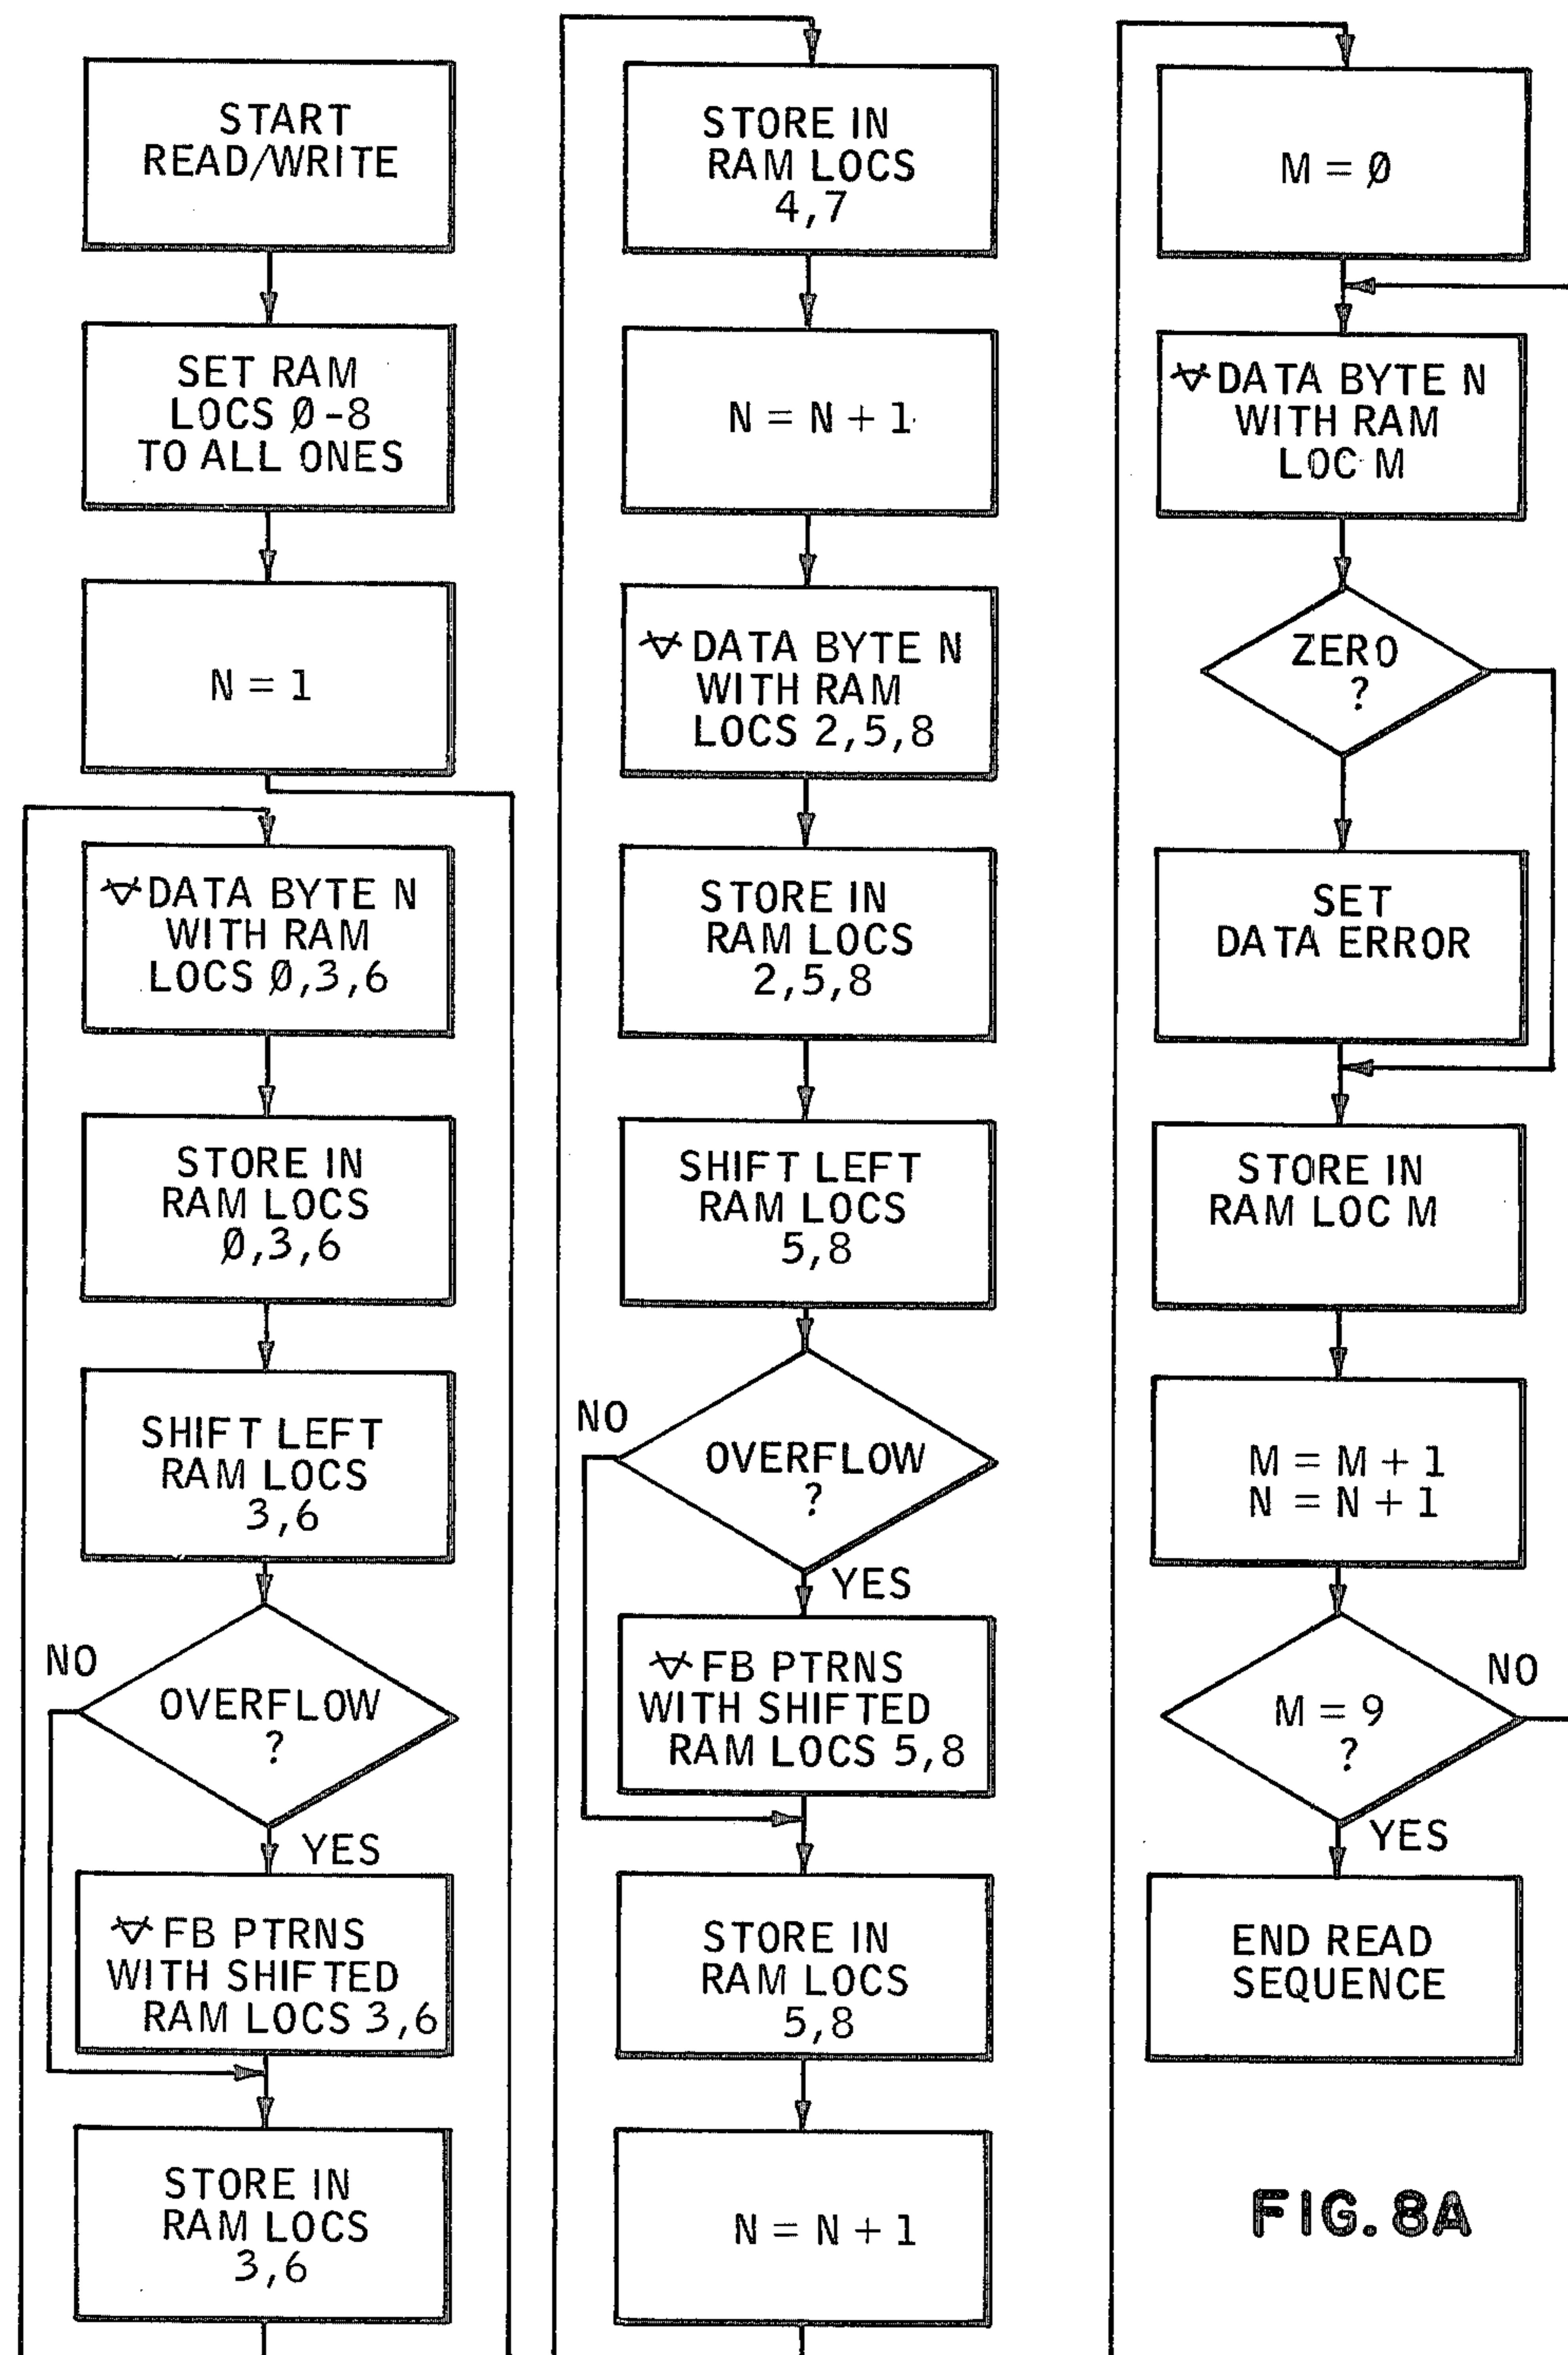 START
READ/WRITE
SET RAM
LOCS Ø-8
TO ALL ONES
N = 1
⊻ DATA BYTE N
WITH RAM
LOCS Ø,3,6
STORE IN
RAM LOCS
Ø,3,6
SHIFT LEFT
RAM LOCS
3,6
NO
OVERFLOW
?
YES
⊻ FB PTRNS
WITH SHIFTED
RAM LOCS 3,6
STORE IN
RAM LOCS
3,6
STORE IN
RAM LOCS
4,7
N = N + 1
⊻ DATA BYTE N
WITH RAM
LOCS 2,5,8
STORE IN
RAM LOCS
2,5,8
SHIFT LEFT
RAM LOCS
5,8
NO
OVERFLOW
?
YES
⊻ FB PTRNS
WITH SHIFTED
RAM LOCS 5,8
STORE IN
RAM LOCS
5,8
N = N + 1
M = Ø
⊻ DATA BYTE N
WITH RAM
LOC M
ZERO
?
SET
DATA ERROR
STORE IN
RAM LOC M
M = M + 1
N = N + 1
NO
M = 9
?
YES
END READ
SEQUENCE
FIG. 8A